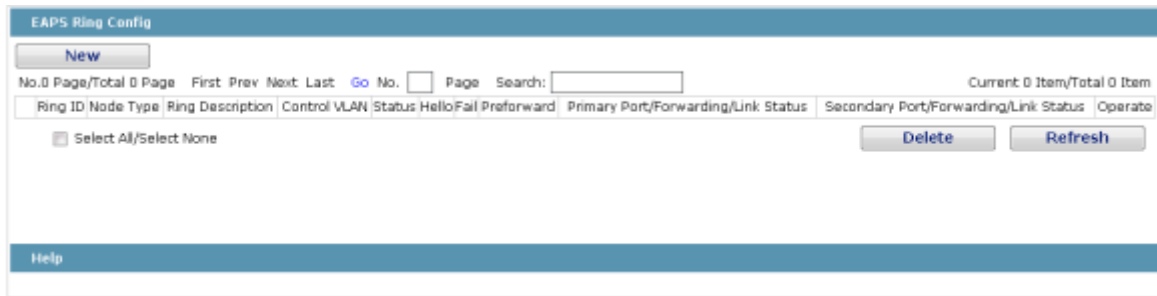 EAPS Ring Config
New
No.0 Page/Total 0 Page First Prev Next Last Go No. Page Search: Current 0 Item/Total 0 Item
Ring ID Node Type Ring Description Control VLAN Status Hello Fail Preforward Primary Port/Forwarding/Link Status Secondary Port/Forwarding/Link Status Operate
Select All/Select None Delete Refresh
Help